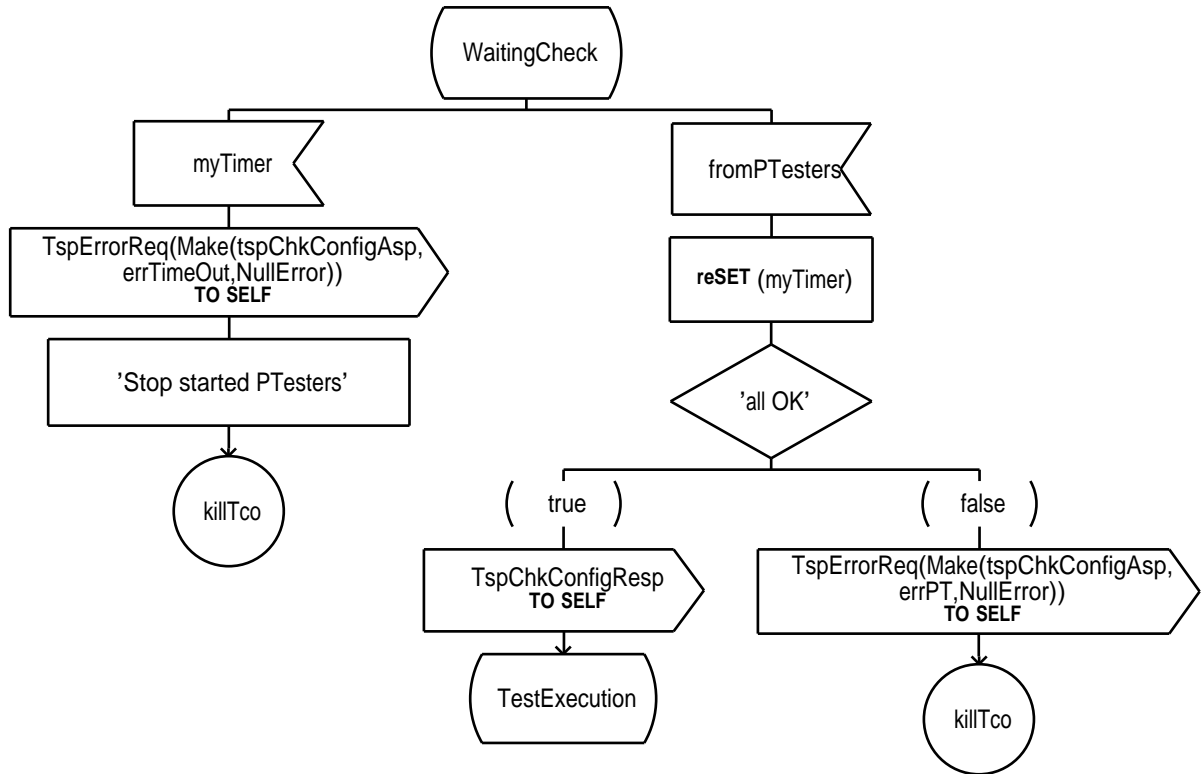 WaitingCheck
myTimer
fromPTesters
TspErrorReq(Make(tspChkConfigAsp,
errTimeOut,NullError))
TO SELF
reSET (myTimer)
’Stop started PTesters’
’all OK’
killTco
( true )
( false )
TspChkConfigResp
TO SELF
TspErrorReq(Make(tspChkConfigAsp,
errPT,NullError))
TO SELF
TestExecution
killTco